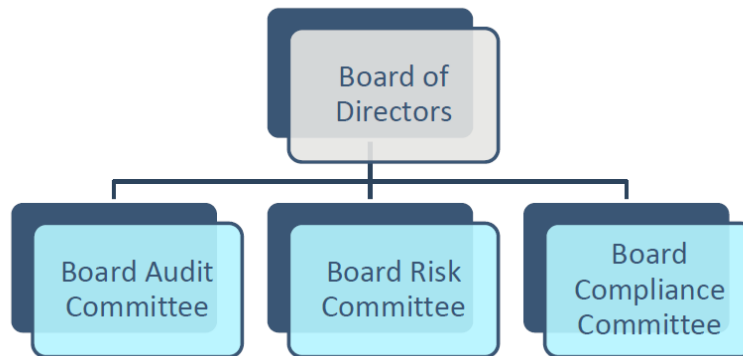 Board of
Directors
Board Audit
Committee
Board Risk
Committee
Board
Compliance
Committee